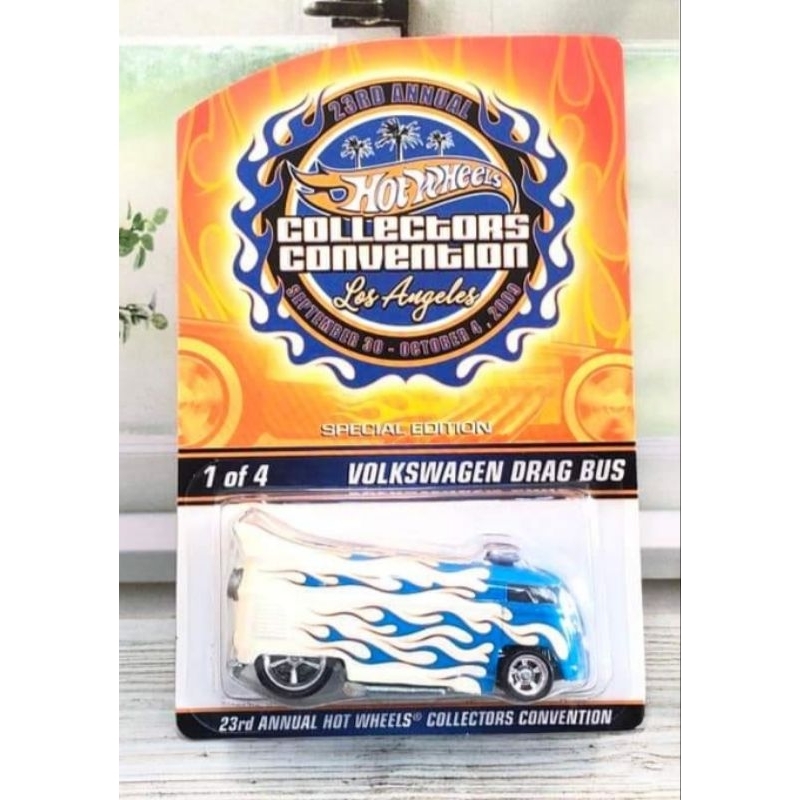 23RD ANNUAL
HOT WHEELS
COLLECTORS
CONVENTION
Los Angeles
SEPTEMBER 30 - OCTOBER 4, 2009
SPECIAL EDITION
1 of 4 VOLKSWAGEN DRAG BUS
23rd ANNUAL HOT WHEELS® COLLECTORS CONVENTION